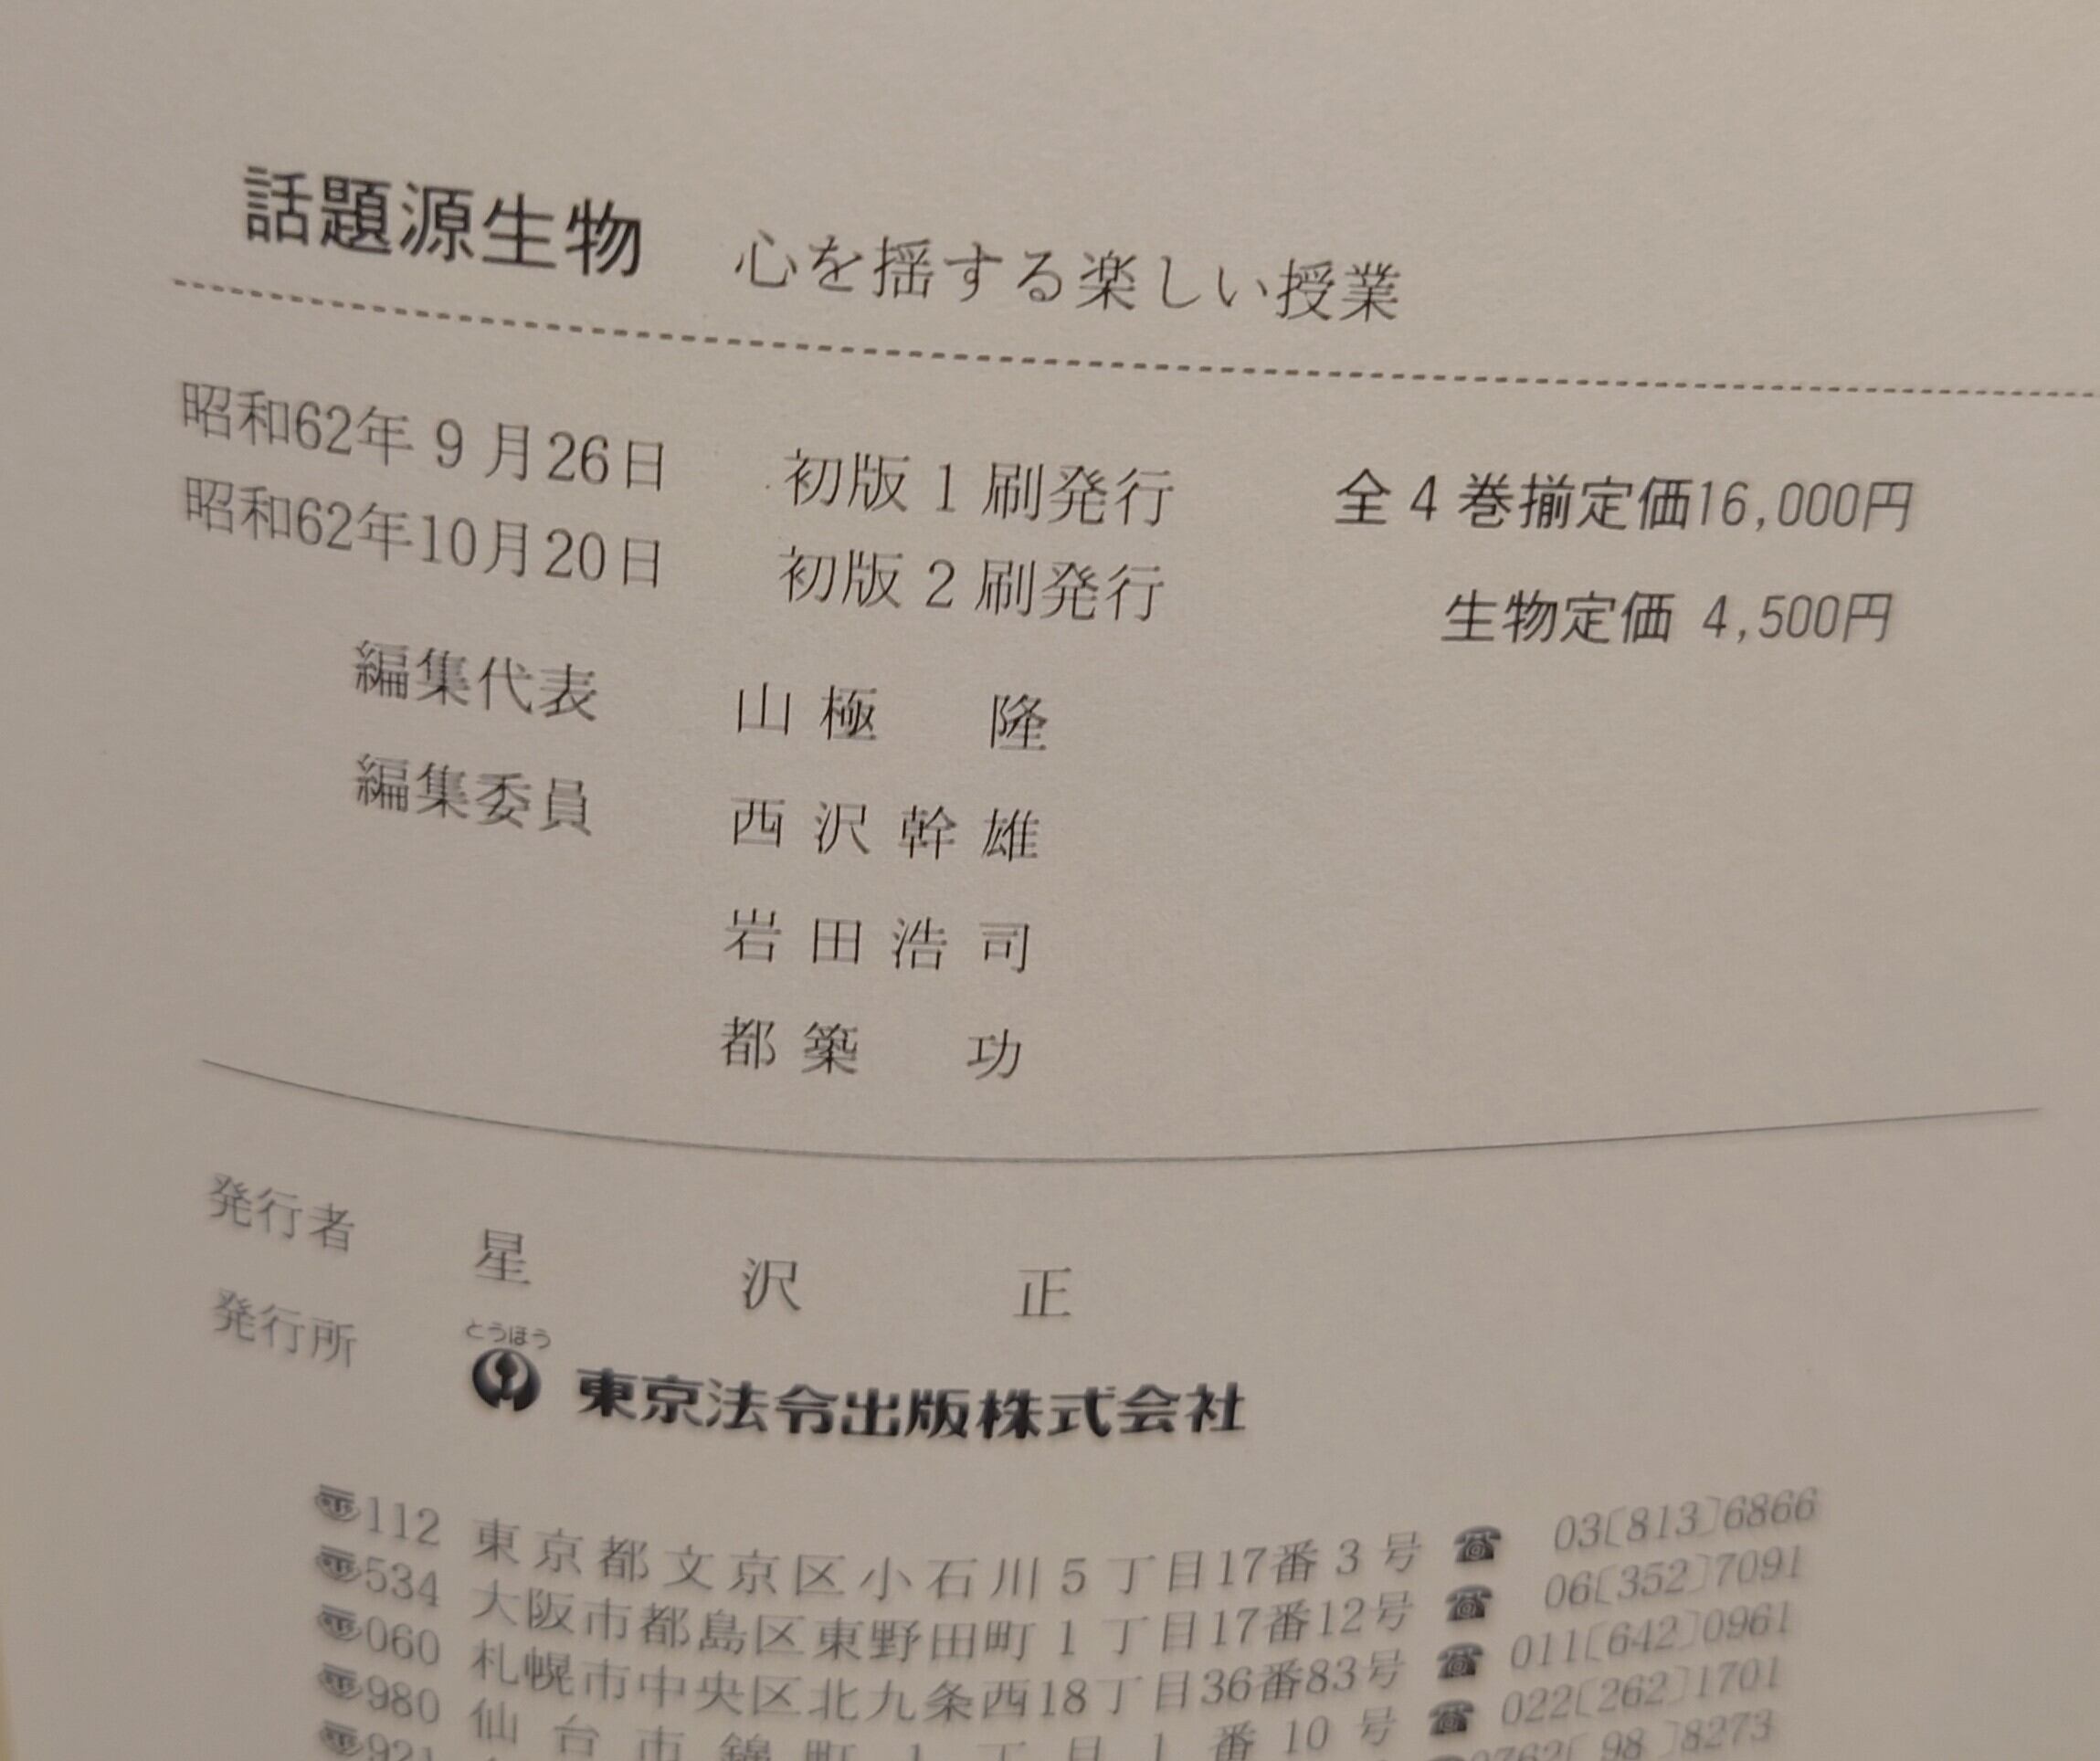 話題源生物 心を揺する楽しい授業
昭和62年9月26日 初版1刷発行 全4巻揃定価16,000円
昭和62年10月20日 初版2刷発行 生物定価 4,500円
編集代表 山極 隆
編集委員 西沢幹雄
岩田浩司
都築 功
発行者 星沢正
とうほう
発行所 東京法令出版株式会社
〠112 東京都文京区小石川5丁目17番3号 ☎ 03〔813〕6866
〠534 大阪市都島区東野田町1丁目17番12号 ☎ 06〔352〕7091
〠060 札幌市中央区北九条西18丁目36番83号 ☎ 011〔642〕0961
〠980 仙台市錦町1丁目1番10号 ☎ 022〔262〕1701
〠921 0762〔98〕8273